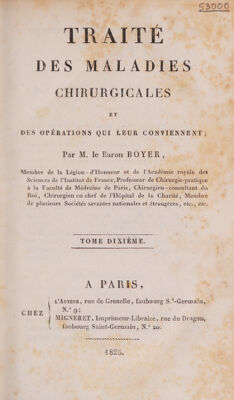 53000
TRAITÉ
DES MALADIES
CHIRURGICALES
ET
DES OPÉRATIONS QUI LEUR CONVIENNENT;
Par M. le Baron BOYER,
Membre de la Légion-d'Honneur et de l'Académie royale des
Sciences de l'Institut de France, Professeur de Chirurgie-pratique
à la Faculté de Médecine de Paris, Chirurgien-consultant du
Roi, Chirurgien en chef de l'Hôpital de la Charité, Membre
de plusieurs Sociétés savantes nationales et étrangères, etc., etc.
TOME DIXIÈME.
A PARIS,
CHEZ
L'AUTEUR, rue de Grenelle, faubourg S.t-Germain,
N.° 9;
MIGNERET, Imprimeur-Libraire, rue du Dragon,
faubourg Saint-Germain, N.° 20.
1825.